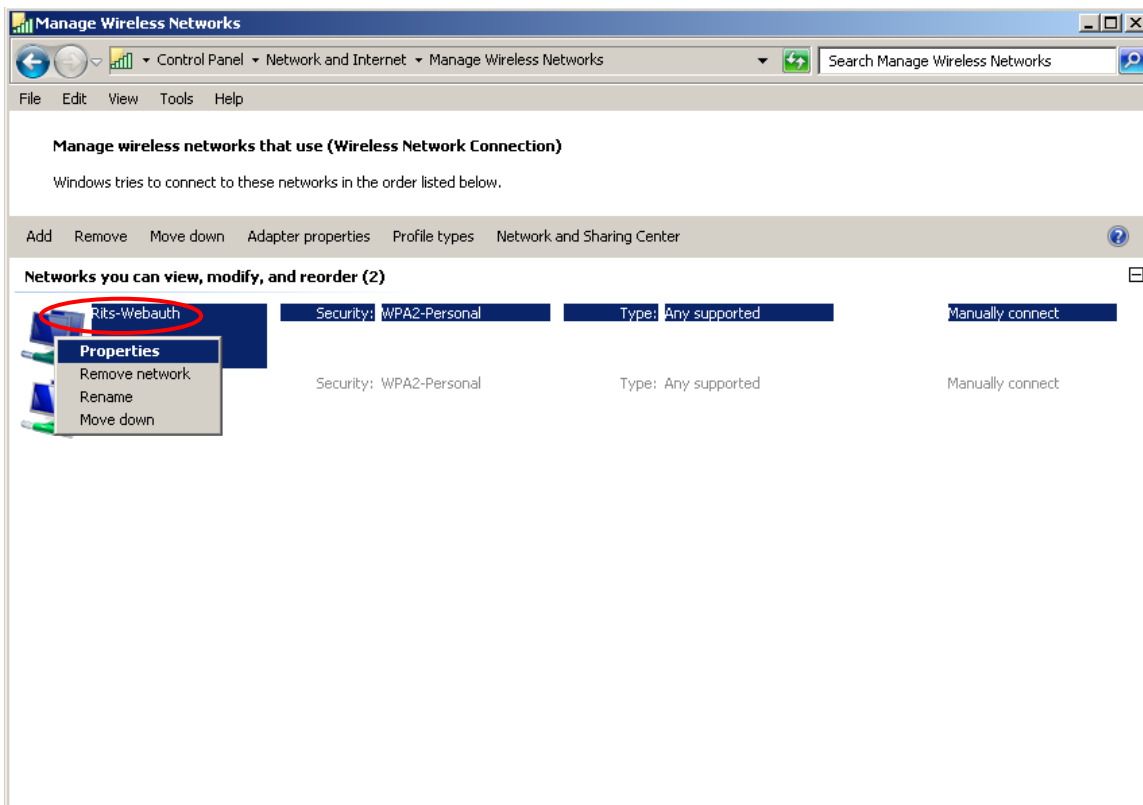 Manage Wireless Networks
Control Panel Network and Internet Manage Wireless Networks Search Manage Wireless Networks
File Edit View Tools Help
Manage wireless networks that use (Wireless Network Connection)
Windows tries to connect to these networks in the order listed below.
Add Remove Move down Adapter properties Profile types Network and Sharing Center
Networks you can view, modify, and reorder (2)
Rits-Webauth Security: WPA2-Personal Type: Any supported Manually connect
Properties
Remove network
Security: WPA2-Personal Type: Any supported Manually connect
Rename
Move down